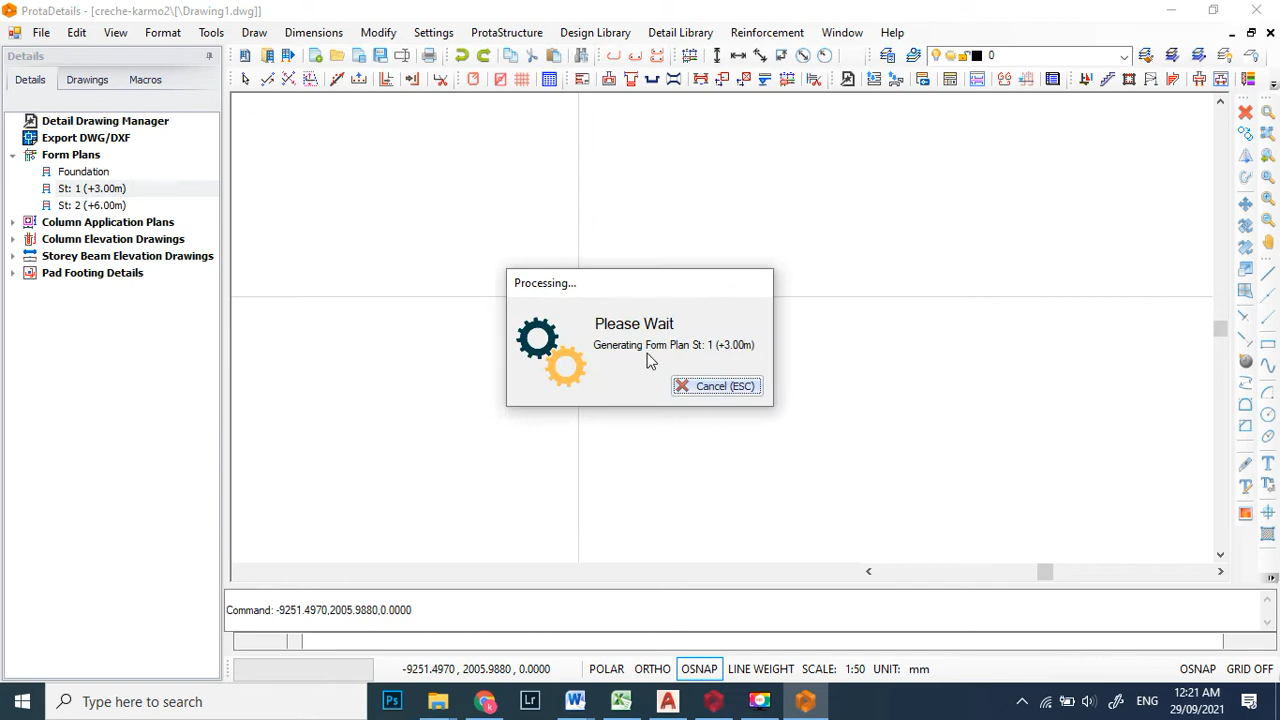 ProtaDetails - creche-karmo2\[\Drawing1.dwg]]
File Edit View Format Tools Draw Dimensions Modify Settings ProtaStructure Design Library Detail Library Reinforcement Window Help
Details
Details Drawings Macros
0
Detail Drawing Manager
Export DWG/DXF
Form Plans
Foundation
St: 1 (+3.00m)
St: 2 (+6.00m)
Column Application Plans
Column Elevation Drawings
Storey Beam Elevation Drawings
Pad Footing Details
Processing...
Please Wait
Generating Form Plan St: 1 (+3.00m)
Cancel (ESC)
Command: -9251.4970,2005.9880,0.0000
-9251.4970 , 2005.9880 , 0.0000 POLAR ORTHO OSNAP LINE WEIGHT SCALE: 1:50 UNIT: mm OSNAP GRID OFF
Type here to search
Ps Lr W X A
ENG
12:21 AM
29/09/2021